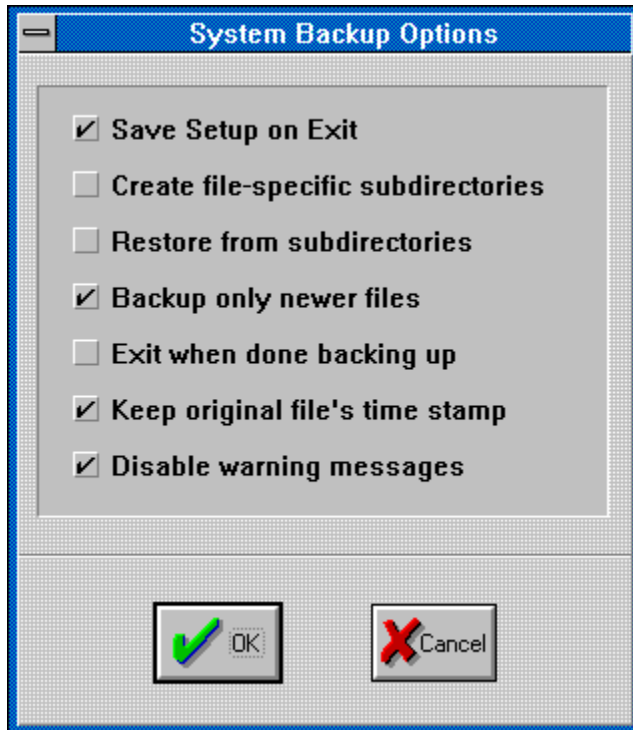 System Backup Options
Save Setup on Exit
Create file-specific subdirectories
Restore from subdirectories
Backup only newer files
Exit when done backing up
Keep original file's time stamp
Disable warning messages
OK
Cancel